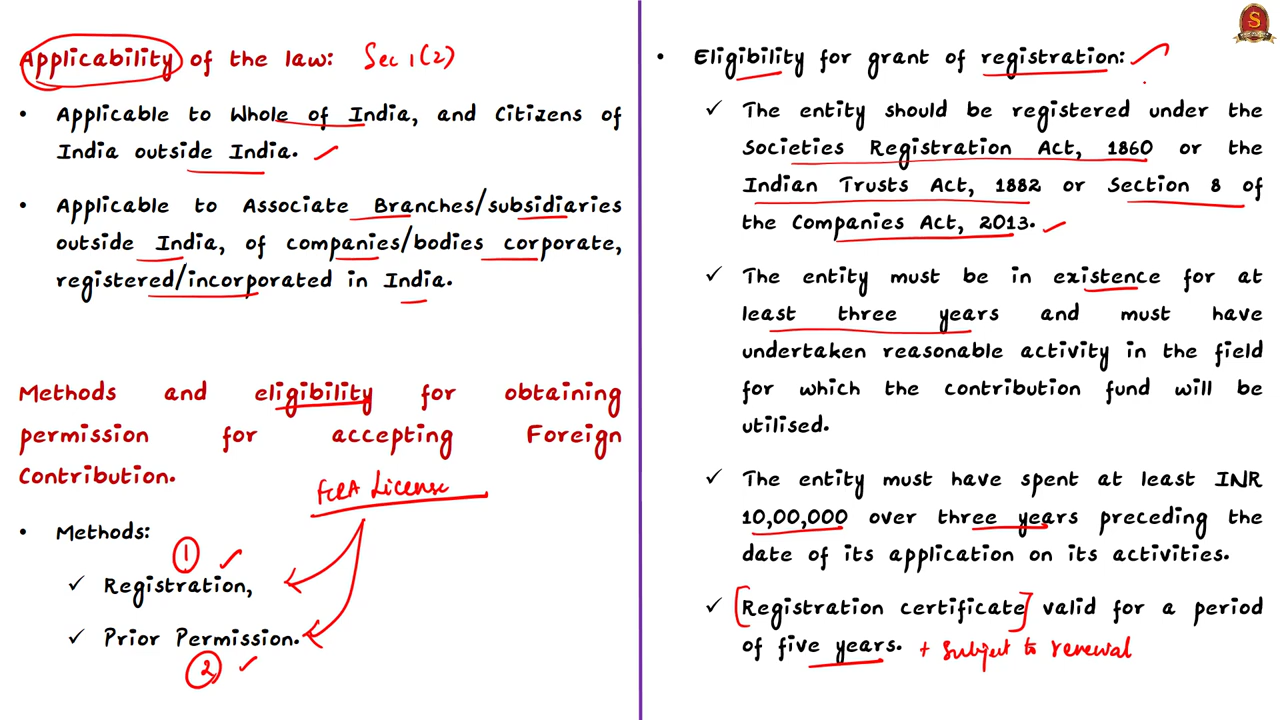 Applicability of the law: Sec 1(2)
• Applicable to Whole of India, and Citizens of
India outside India.
• Applicable to Associate Branches/subsidiaries
outside India, of companies/bodies corporate,
registered/incorporated in India.
Methods and eligibility for obtaining
permission for accepting Foreign
Contribution.
FCRA License
• Methods:
1
✓ Registration,
✓ Prior Permission.
2
• Eligibility for grant of registration:
✓ The entity should be registered under the
Societies Registration Act, 1860 or the
Indian Trusts Act, 1882 or Section 8 of
the Companies Act, 2013.
✓ The entity must be in existence for at
least three years and must have
undertaken reasonable activity in the field
for which the contribution fund will be
utilised.
✓ The entity must have spent at least INR
10,00,000 over three years preceding the
date of its application on its activities.
✓ [Registration certificate] valid for a period
of five years. + Subject to renewal
S